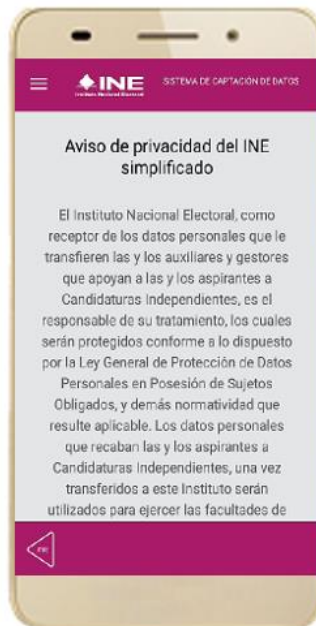 INE
Instituto Nacional Electoral
SISTEMA DE CAPTACIÓN DE DATOS
Aviso de privacidad del INE
simplificado
El Instituto Nacional Electoral, como
receptor de los datos personales que le
transfieren las y los auxiliares y gestores
que apoyan a las y los aspirantes a
Candidaturas Independientes, es el
responsable de su tratamiento, los cuales
serán protegidos conforme a lo dispuesto
por la Ley General de Protección de Datos
Personales en Posesión de Sujetos
Obligados, y demás normatividad que
resulte aplicable. Los datos personales
que recaban las y los aspirantes a
Candidaturas Independientes, una vez
transferidos a este Instituto serán
utilizados para ejercer las facultades de